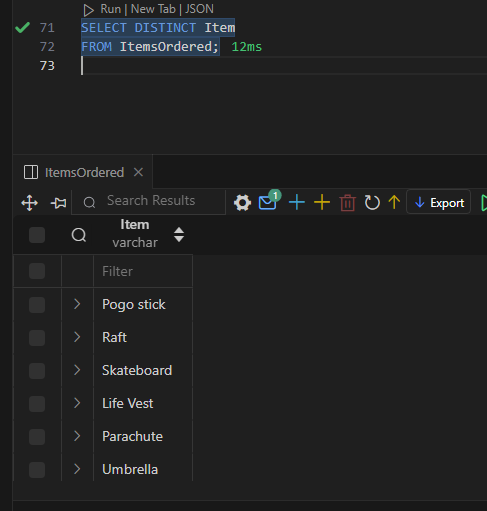 Run | New Tab | JSON
71 SELECT DISTINCT Item
72 FROM ItemsOrdered; 12ms
73
ItemsOrdered
Search Results 1 Export
Item
varchar
Filter
Pogo stick
Raft
Skateboard
Life Vest
Parachute
Umbrella